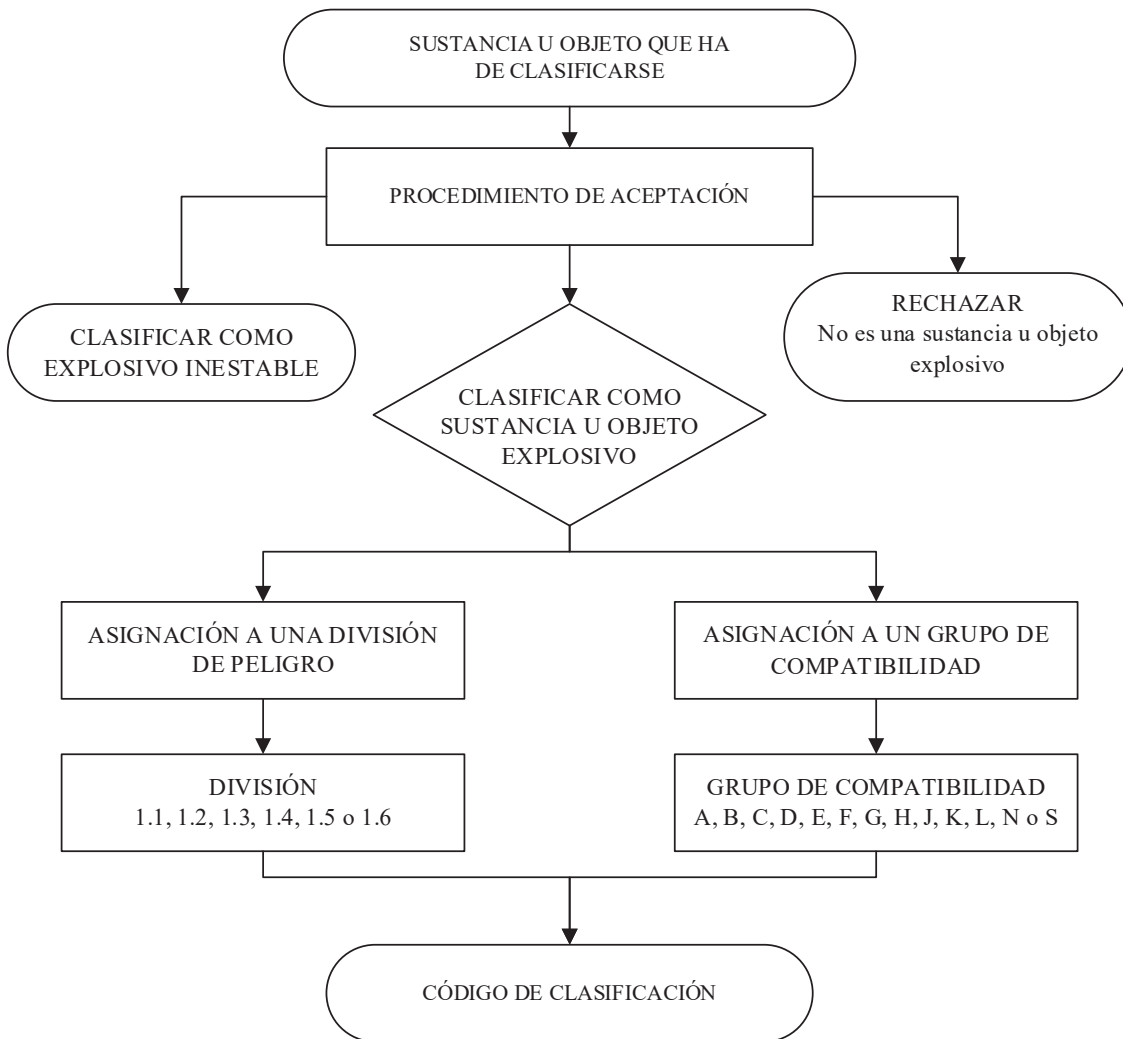 SUSTANCIA U OBJETO QUE HA
DE CLASIFICARSE
PROCEDIMIENTO DE ACEPTACIÓN
CLASIFICAR COMO
EXPLOSIVO INESTABLE
RECHAZAR
No es una sustancia u objeto
explosivo
CLASIFICAR COMO
SUSTANCIA U OBJETO
EXPLOSIVO
ASIGNACIÓN A UNA DIVISIÓN
DE PELIGRO
ASIGNACIÓN A UN GRUPO DE
COMPATIBILIDAD
DIVISIÓN
1.1, 1.2, 1.3, 1.4, 1.5 o 1.6
GRUPO DE COMPATIBILIDAD
A, B, C, D, E, F, G, H, J, K, L, N o S
CÓDIGO DE CLASIFICACIÓN